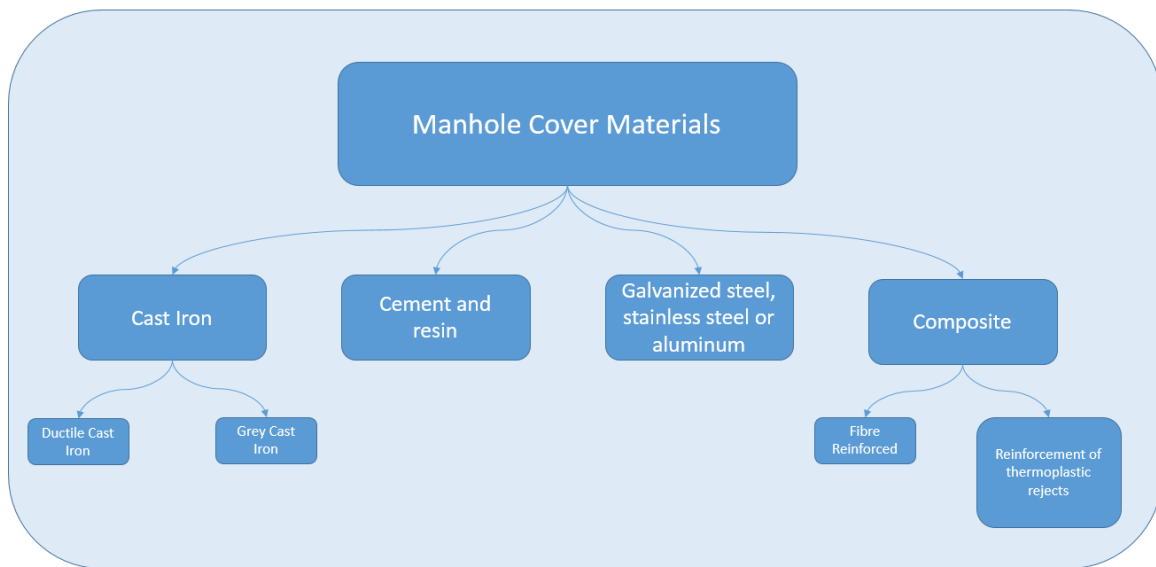 Manhole Cover Materials
Cast Iron
Cement and
resin
Galvanized steel,
stainless steel or
aluminum
Composite
Ductile Cast
Iron
Grey Cast
Iron
Fibre
Reinforced
Reinforcement of
thermoplastic
rejects